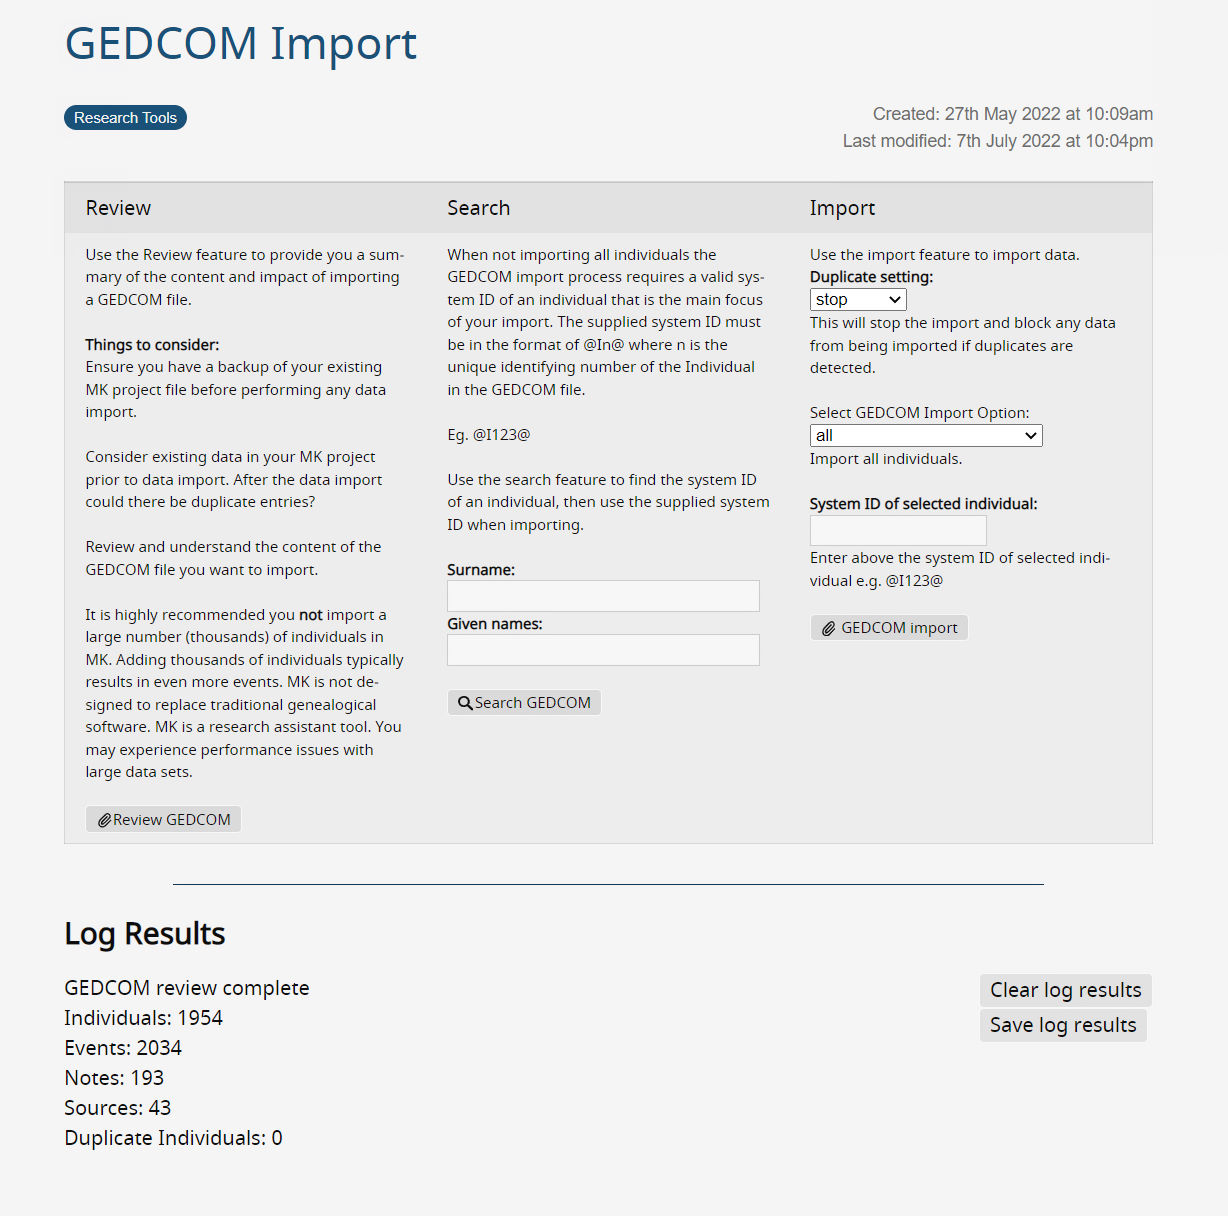 GEDCOM Import
Research Tools
Created: 27th May 2022 at 10:09am
Last modified: 7th July 2022 at 10:04pm
Review
Use the Review feature to provide you a sum-
mary of the content and impact of importing
a GEDCOM file.
Things to consider:
Ensure you have a backup of your existing
MK project file before performing any data
import.
Consider existing data in your MK project
prior to data import. After the data import
could there be duplicate entries?
Review and understand the content of the
GEDCOM file you want to import.
It is highly recommended you not import a
large number (thousands) of individuals in
MK. Adding thousands of individuals typically
results in even more events. MK is not de-
signed to replace traditional genealogical
software. MK is a research assistant tool. You
may experience performance issues with
large data sets.
Review GEDCOM
Search
When not importing all individuals the
GEDCOM import process requires a valid sys-
tem ID of an individual that is the main focus
of your import. The supplied system ID must
be in the format of @In@ where n is the
unique identifying number of the Individual
in the GEDCOM file.
Eg. @I123@
Use the search feature to find the system ID
of an individual, then use the supplied system
ID when importing.
Surname:
Given names:
Search GEDCOM
Import
Use the import feature to import data.
Duplicate setting:
stop
This will stop the import and block any data
from being imported if duplicates are
detected.
Select GEDCOM Import Option:
all
Import all individuals.
System ID of selected individual:
Enter above the system ID of selected indi-
vidual e.g. @I123@
GEDCOM import
Log Results
GEDCOM review complete
Individuals: 1954
Events: 2034
Notes: 193
Sources: 43
Duplicate Individuals: 0
Clear log results
Save log results